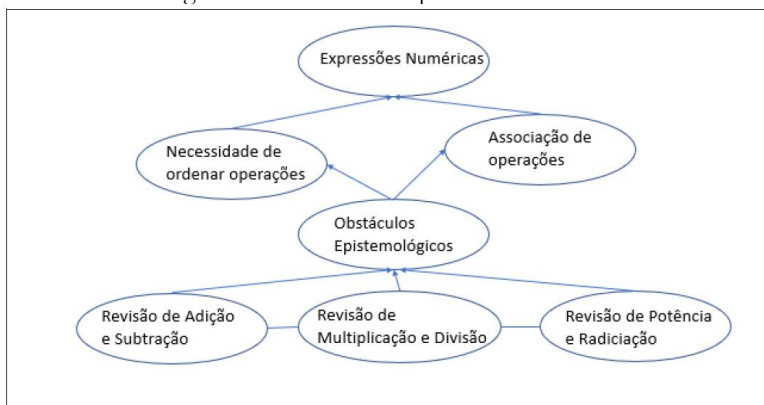 Expressões Numéricas
Necessidade de
ordenar operações
Associação de
operações
Obstáculos
Epistemológicos
Revisão de Adição
e Subtração
Revisão de
Multiplicação e Divisão
Revisão de Potência
e Radiciação